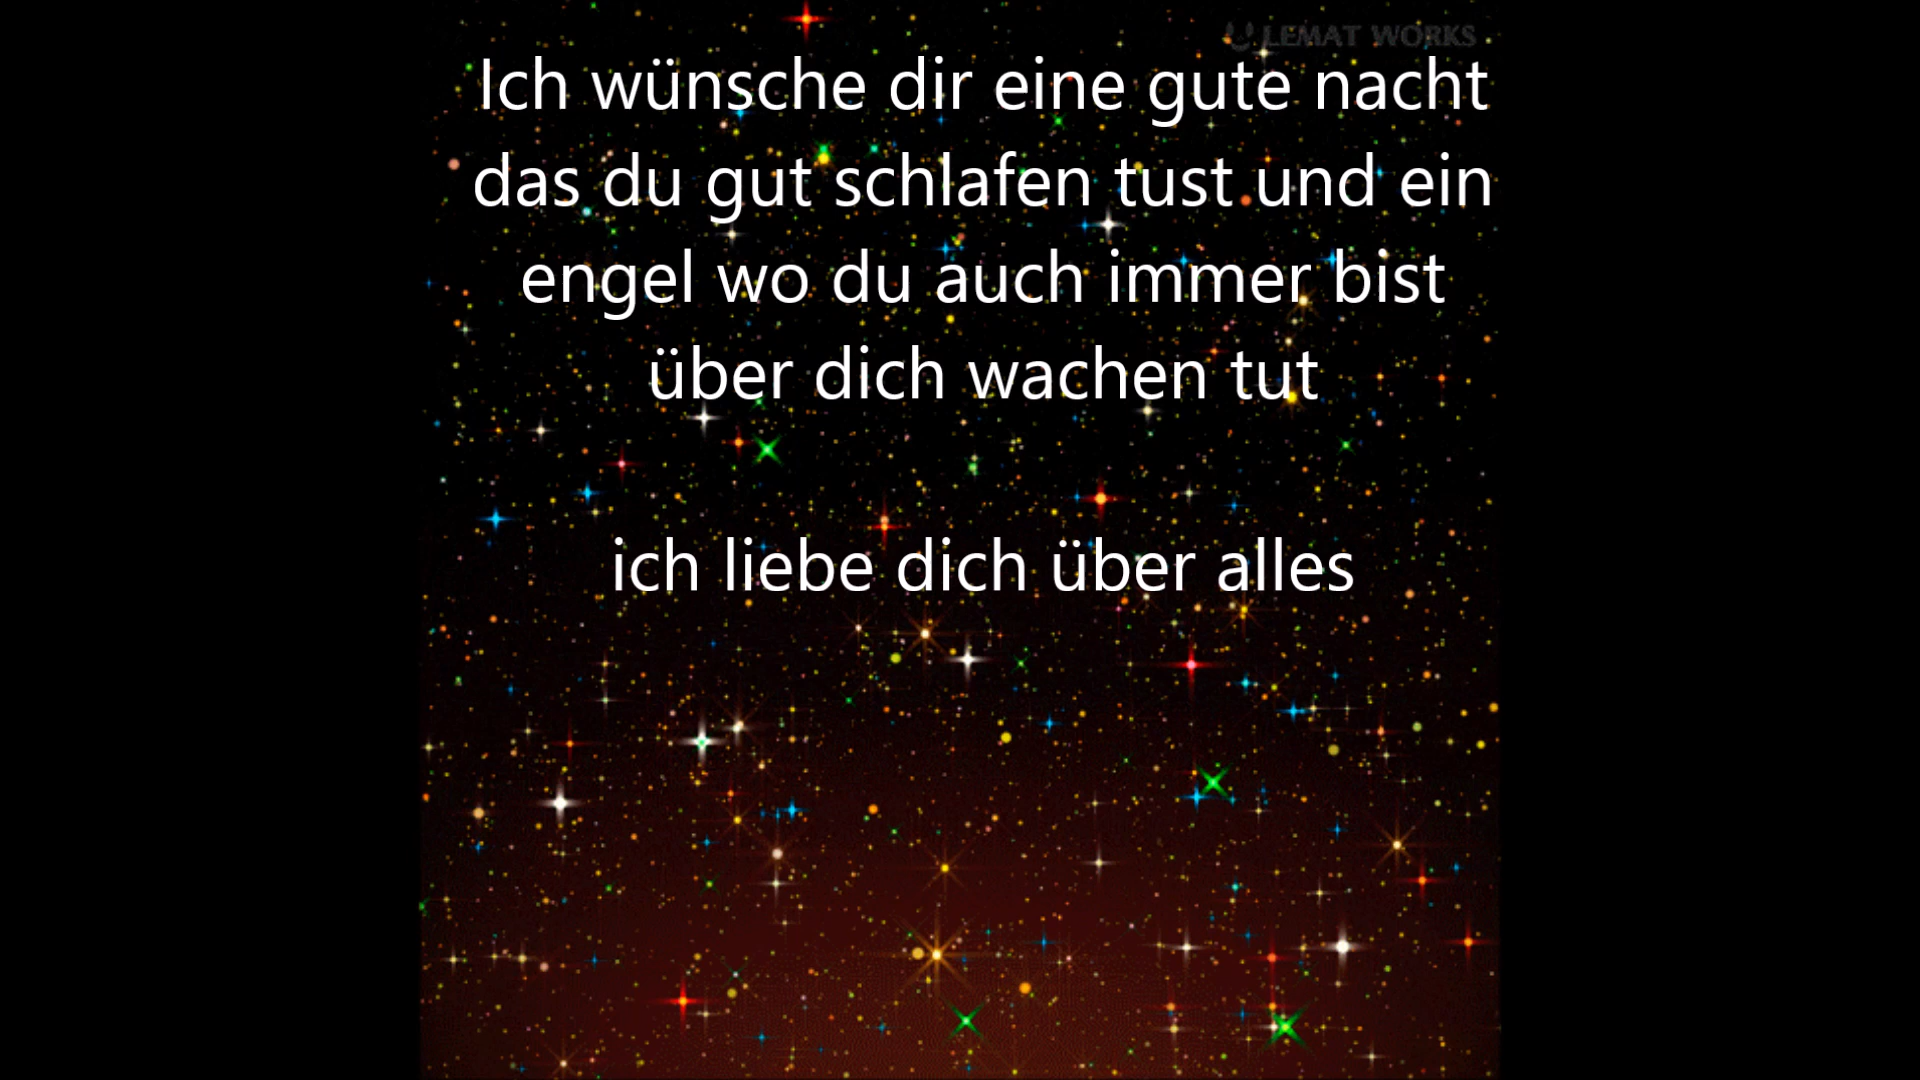 LEMAT WORKS
Ich wünsche dir eine gute nacht
das du gut schlafen tust und ein
engel wo du auch immer bist
über dich wachen tut
ich liebe dich über alles